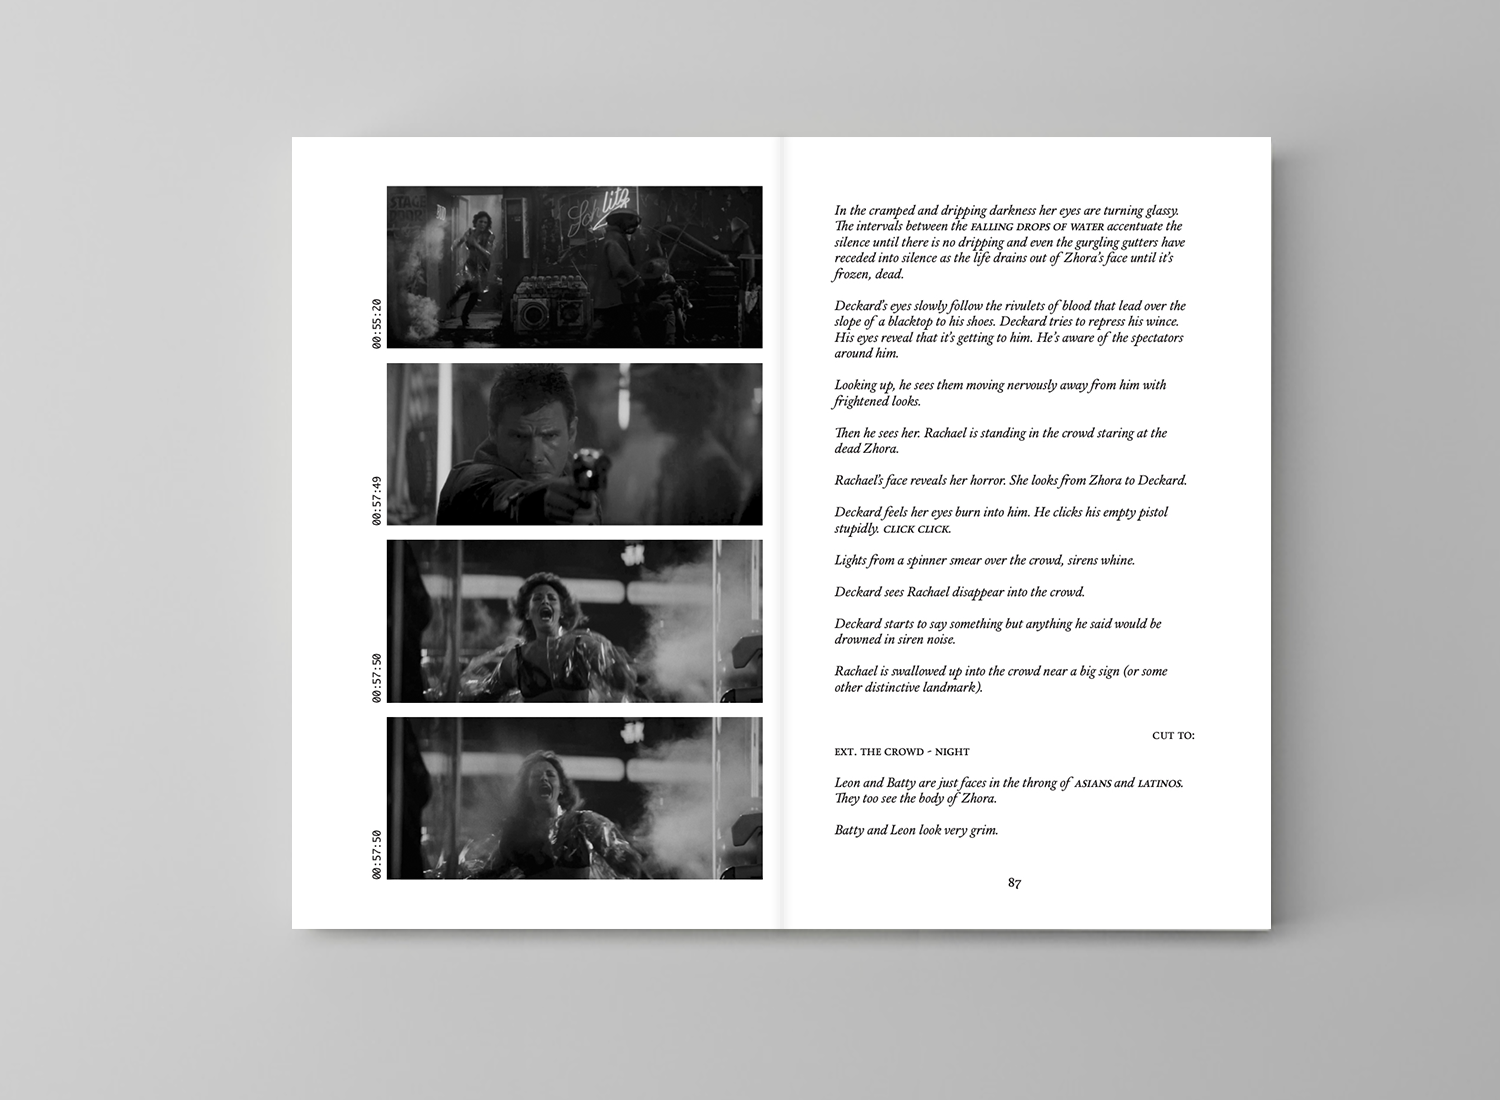 STAGE
DOOR
Lolita
00:55:20
00:57:49
00:57:50
00:57:50
In the cramped and dripping darkness her eyes are turning glassy.
The intervals between the FALLING DROPS OF WATER accentuate the
silence until there is no dripping and even the gurgling gutters have
receded into silence as the life drains out of Zhora's face until it's
frozen, dead.
Deckard's eyes slowly follow the rivulets of blood that lead over the
slope of a blacktop to his shoes. Deckard tries to repress his wince.
His eyes reveal that it's getting to him. He's aware of the spectators
around him.
Looking up, he sees them moving nervously away from him with
frightened looks.
Then he sees her. Rachael is standing in the crowd staring at the
dead Zhora.
Rachael's face reveals her horror. She looks from Zhora to Deckard.
Deckard feels her eyes burn into him. He clicks his empty pistol
stupidly. CLICK CLICK.
Lights from a spinner smear over the crowd, sirens whine.
Deckard sees Rachael disappear into the crowd.
Deckard starts to say something but anything he said would be
drowned in siren noise.
Rachael is swallowed up into the crowd near a big sign (or some
other distinctive landmark).
CUT TO:
EXT. THE CROWD - NIGHT
Leon and Batty are just faces in the throng of ASIANS and LATINOS.
They too see the body of Zhora.
Batty and Leon look very grim.
87